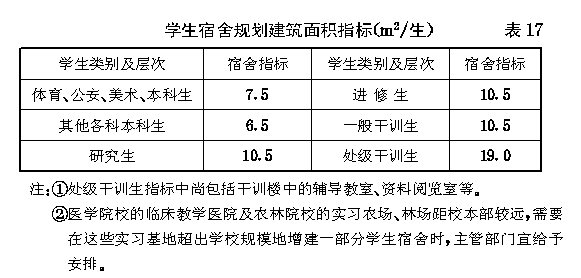 学生宿舍规划建筑面积指标(m²/生) 表17
学生类别及层次 宿舍指标 学生类别及层次 宿舍指标
体育、公安、美术、本科生 7.5 进修生 10.5
其他各科本科生 6.5 一般干训生 10.5
研究生 10.5 处级干训生 19.0
注:①处级干训生指标中尚包括干训楼中的辅导教室、资料阅览室等。
②医学院校的临床教学医院及农林院校的实习农场、林场距校本部较远,需要
在这些实习基地超出学校规模地增建一部分学生宿舍时,主管部门宜给予
安排。